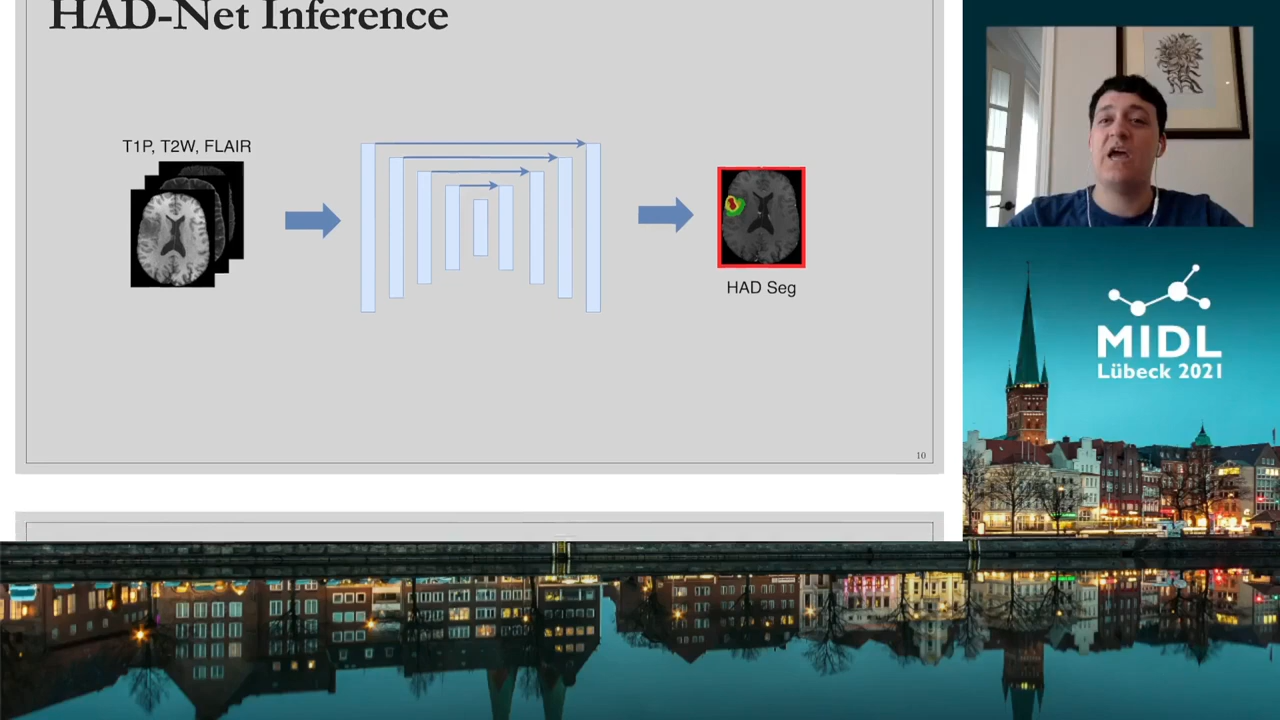 HAD-Net Inference
T1P, T2W, FLAIR
HAD Seg
10
MIDL
Lübeck 2021